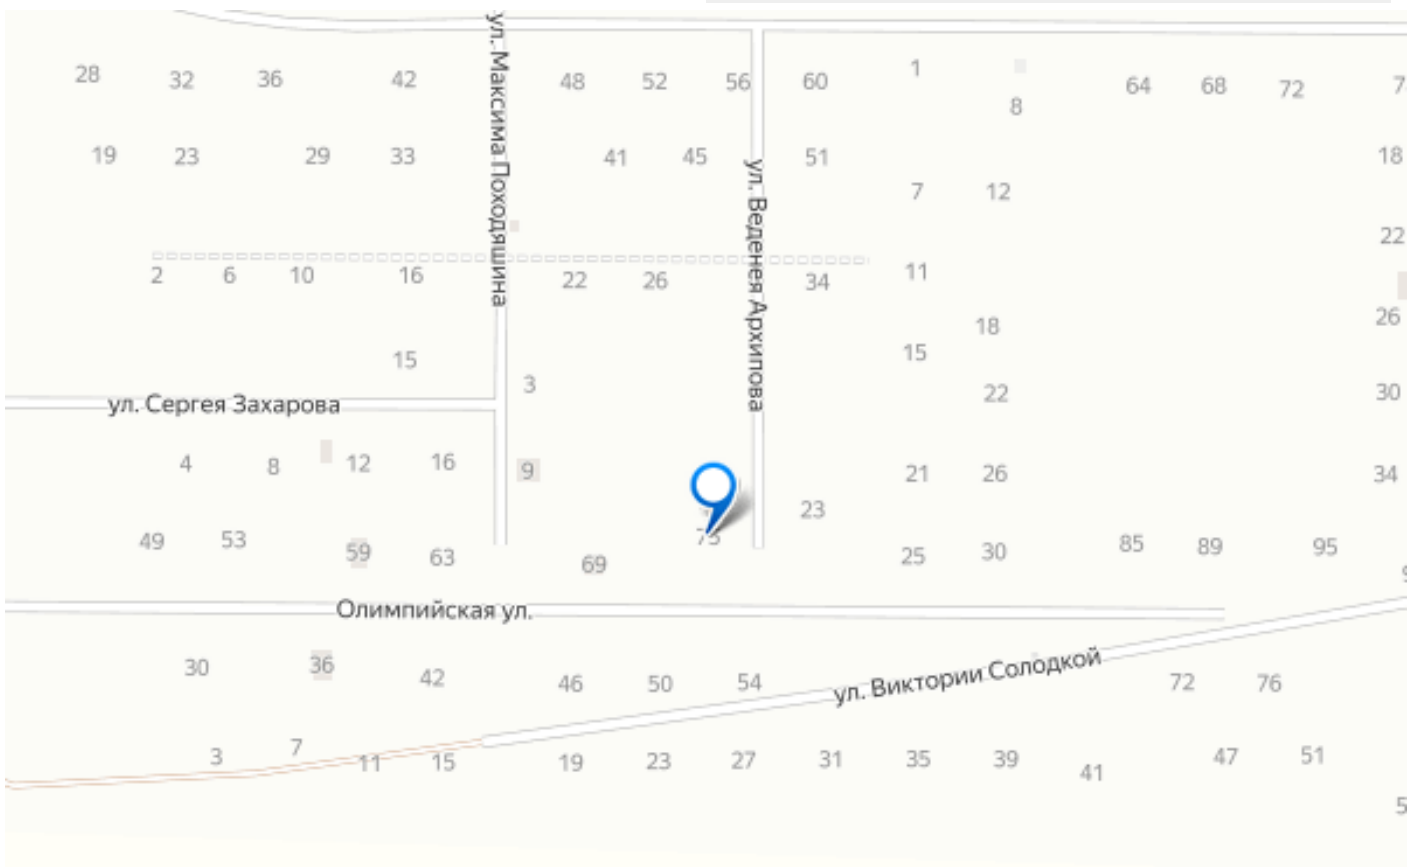 28 32 36 42 48 52 56 60 1 64 68 72
8
19 23 29 33 41 45 51 18
7 12
ул. Максима Походяшина
ул. Веденея Архипова
22
2 6 10 16 22 26 34 11
26
18
15 3 15
22 30
ул. Сергея Захарова
4 8 12 16 9 21 26 34
23
49 53 59 63 69 75 25 30 85 89 95
Олимпийская ул.
30 36 42 46 50 54 72 76
ул. Виктории Солодкой
3 7 11 15 19 23 27 31 35 39 41 47 51